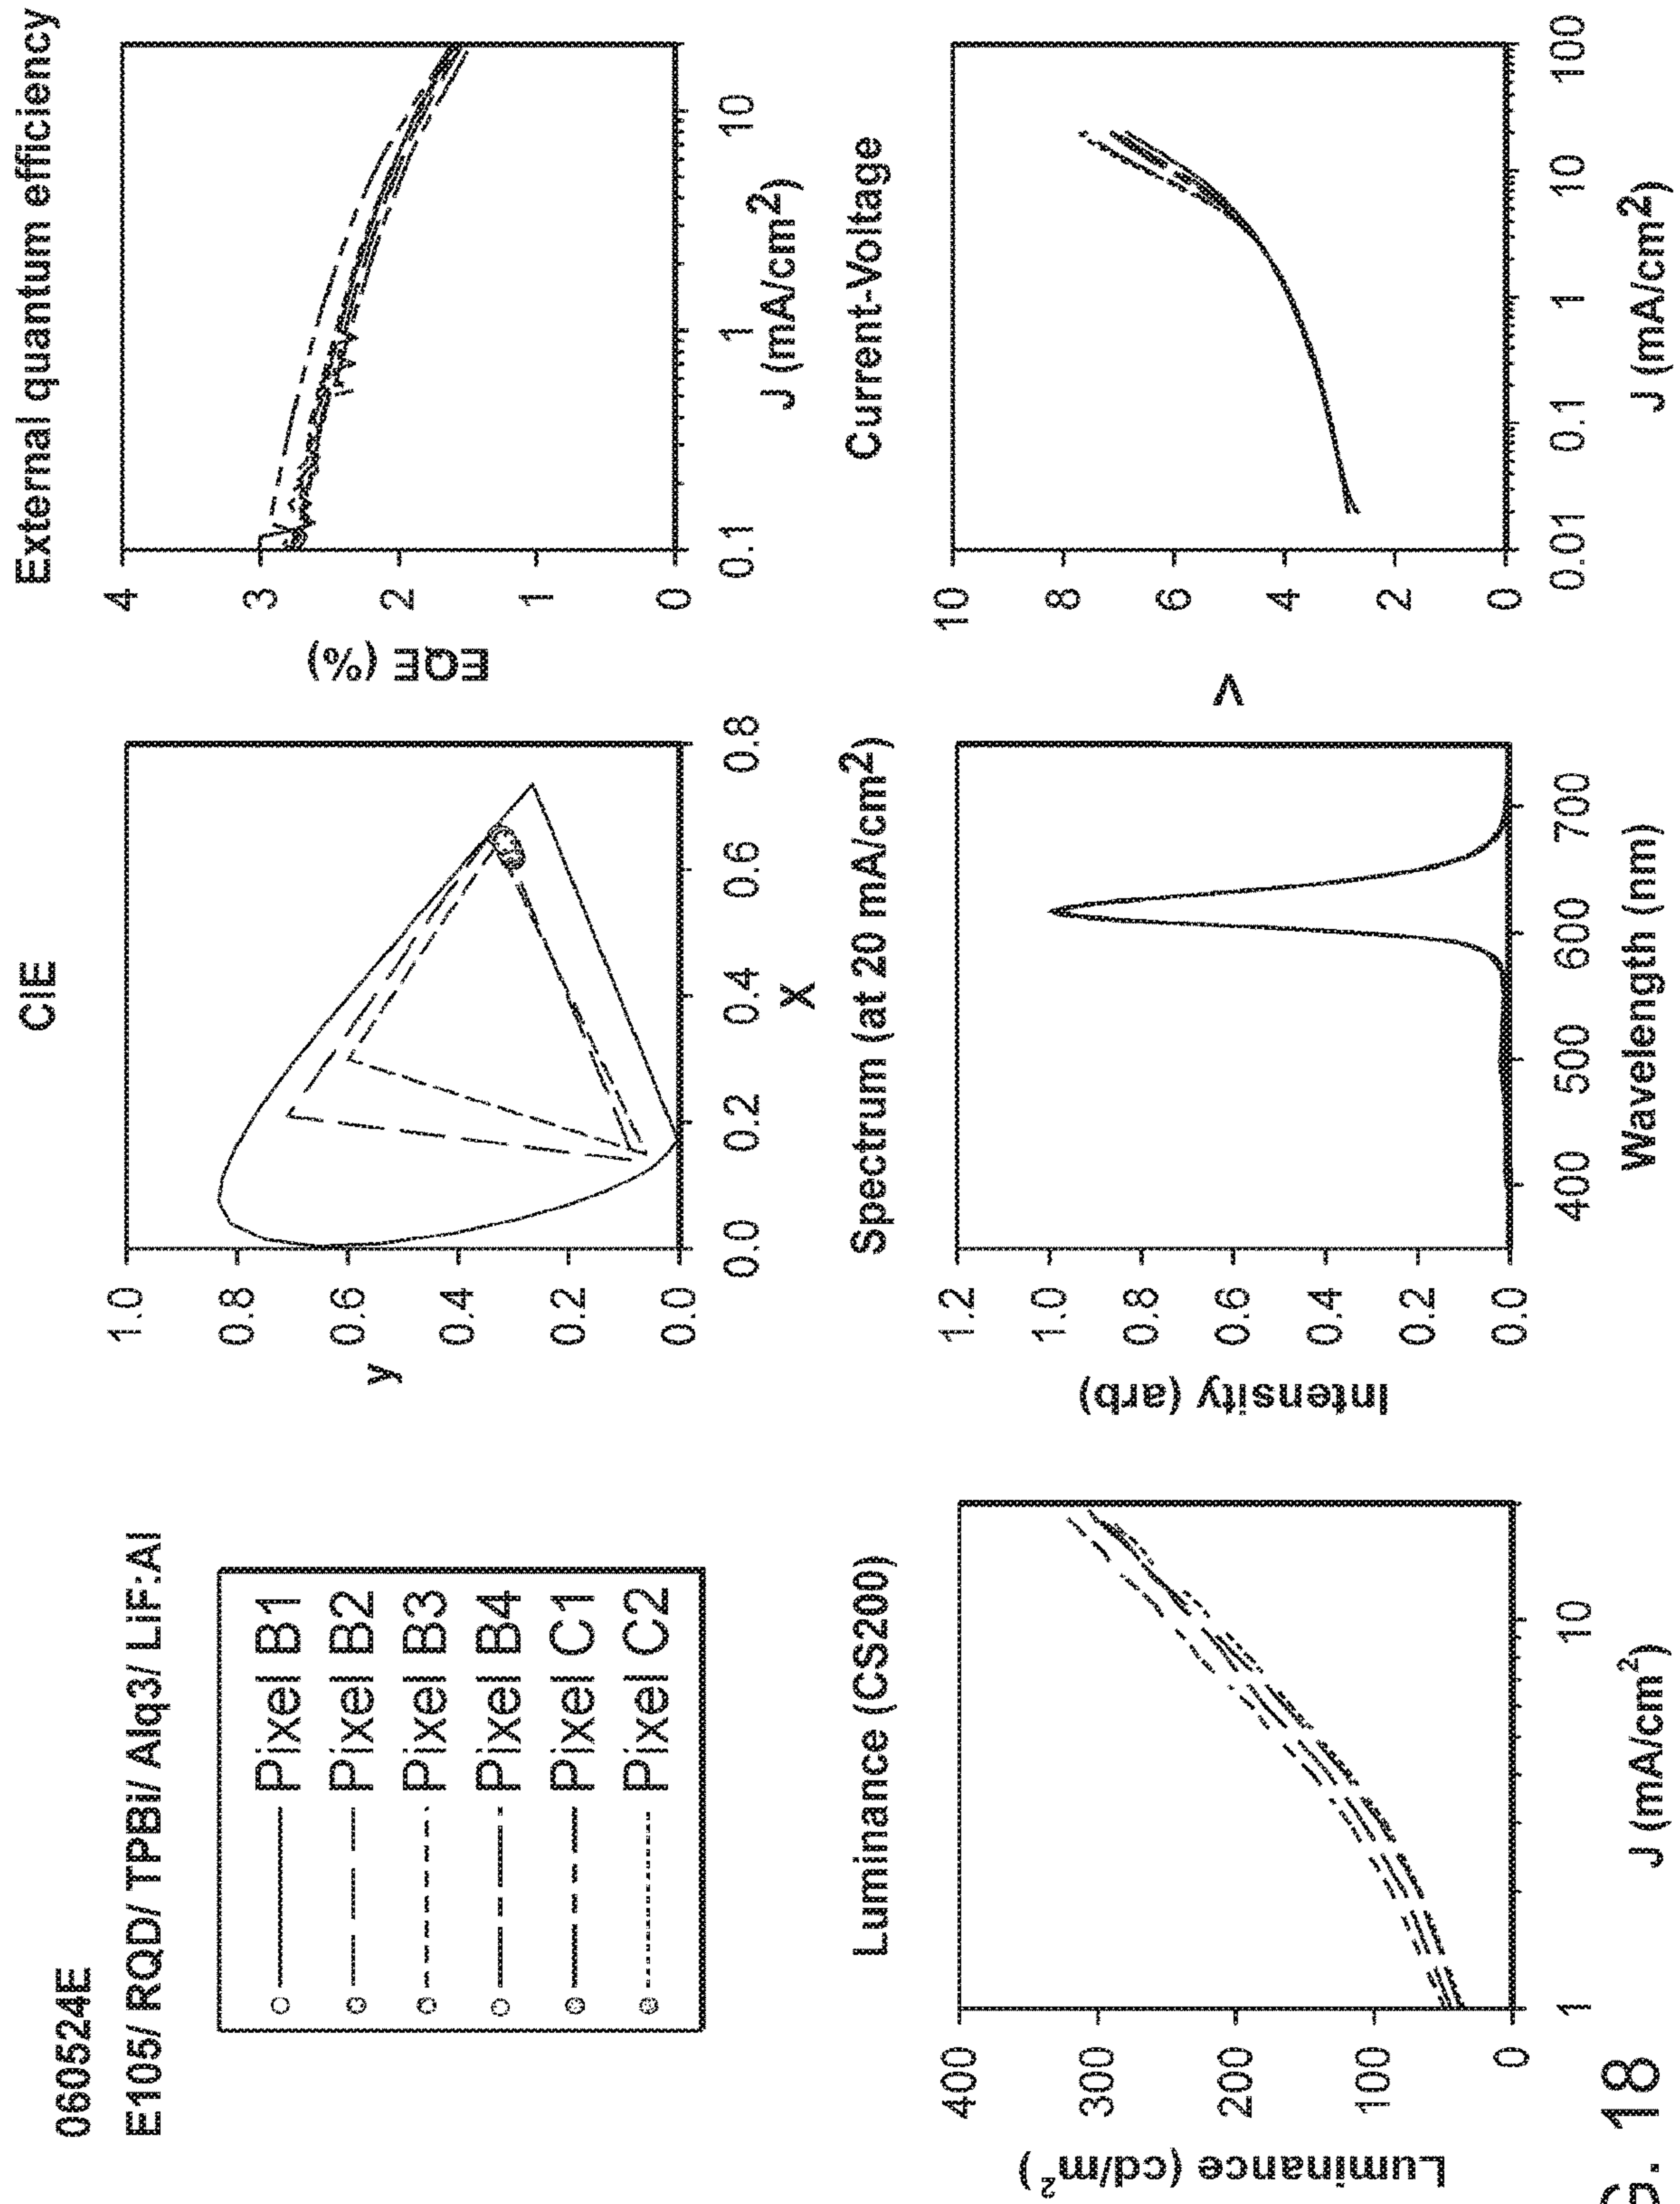 060524E
E105/ RQD/ TPBi/ Alq3/ LiF:Al
Pixel B1
Pixel B2
Pixel B3
Pixel B4
Pixel C1
Pixel C2
CIE
1.0
0.8
0.6
0.4
0.2
0.0
y
0.0 0.2 0.4 0.6 0.8
X
External quantum efficiency
4
3
2
1
0
EQE (%)
0.1 1 10
J (mA/cm²)
Luminance (CS200)
400
300
200
100
0
Luminance (cd/m²)
1 10
J (mA/cm²)
Spectrum (at 20 mA/cm²)
1.2
1.0
0.8
0.6
0.4
0.2
0.0
Intensity (arb)
400 500 600 700
Wavelength (nm)
Current-Voltage
10
8
6
4
2
0
V
0.01 0.1 1 10 100
J (mA/cm²)
G. 18